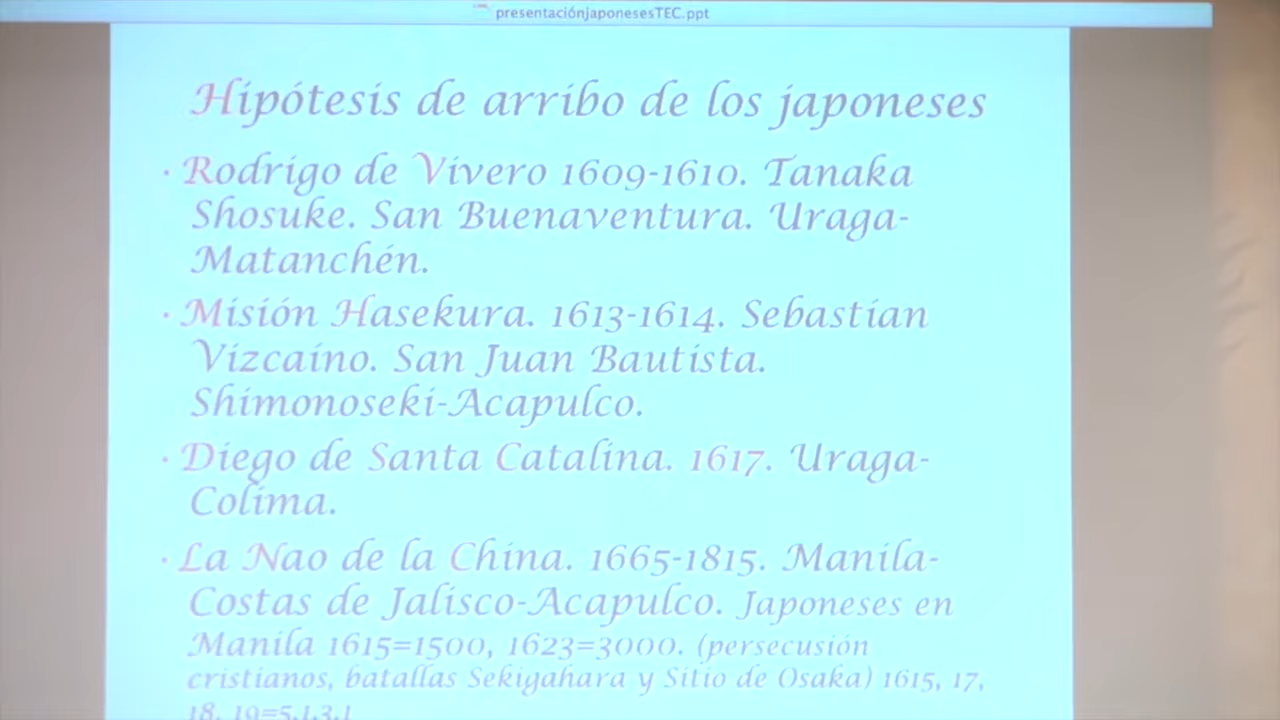 presentaciónjaponesesTEC.ppt
Hipótesis de arribo de los japoneses
· Rodrigo de Vivero 1609-1610. Tanaka
Shosuke. San Buenaventura. Uraga-
Matanchén.
· Misión Hasekura. 1613-1614. Sebastian
Vizcaíno. San Juan Bautista.
Shimonoseki-Acapulco.
· Diego de Santa Catalina. 1617. Uraga-
Colima.
· La Nao de la China. 1665-1815. Manila-
Costas de Jalisco-Acapulco. Japoneses en
Manila 1615=1500, 1623=3000. (persecusión
cristianos, batallas Sekigahara y Sitio de Osaka) 1615, 17,
18, 19=5,1,3,1